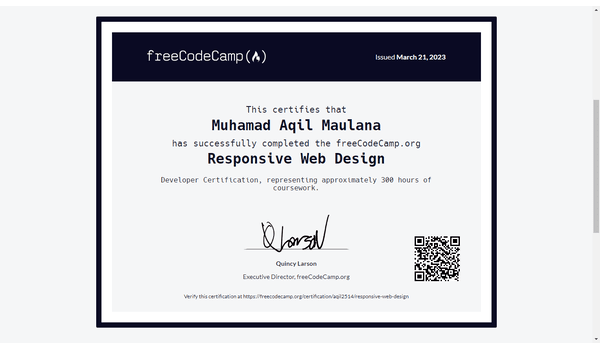 freeCodeCamp(🔥)
Issued March 21, 2023
This certifies that
Muhamad Aqil Maulana
has successfully completed the freeCodeCamp.org
Responsive Web Design
Developer Certification, representing approximately 300 hours of
coursework.
QLarson
Quincy Larson
Executive Director, freeCodeCamp.org
Verify this certification at https://freecodecamp.org/certification/aqil2514/responsive-web-design